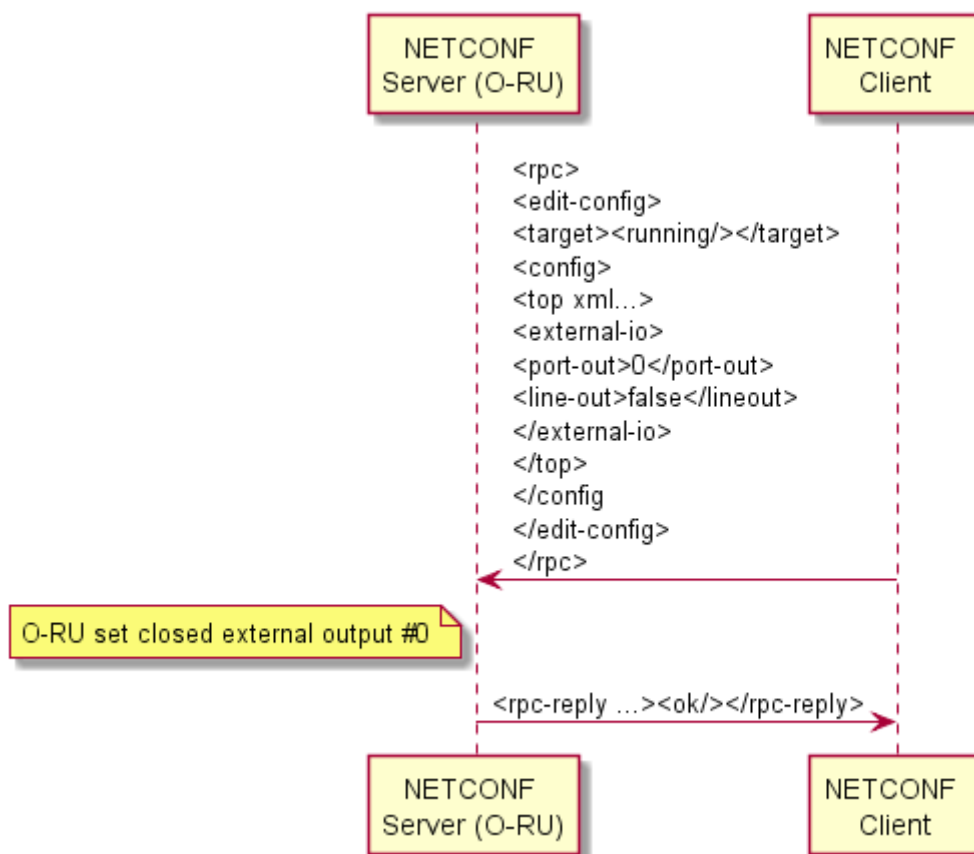 NETCONF
Server (O-RU)
NETCONF
Client
<rpc>
<edit-config>
<target><running/></target>
<config>
<top xml...>
<external-io>
<port-out>0</port-out>
<line-out>false</lineout>
</external-io>
</top>
</config
</edit-config>
</rpc>
O-RU set closed external output #0
<rpc-reply ...><ok/></rpc-reply>
NETCONF
Server (O-RU)
NETCONF
Client